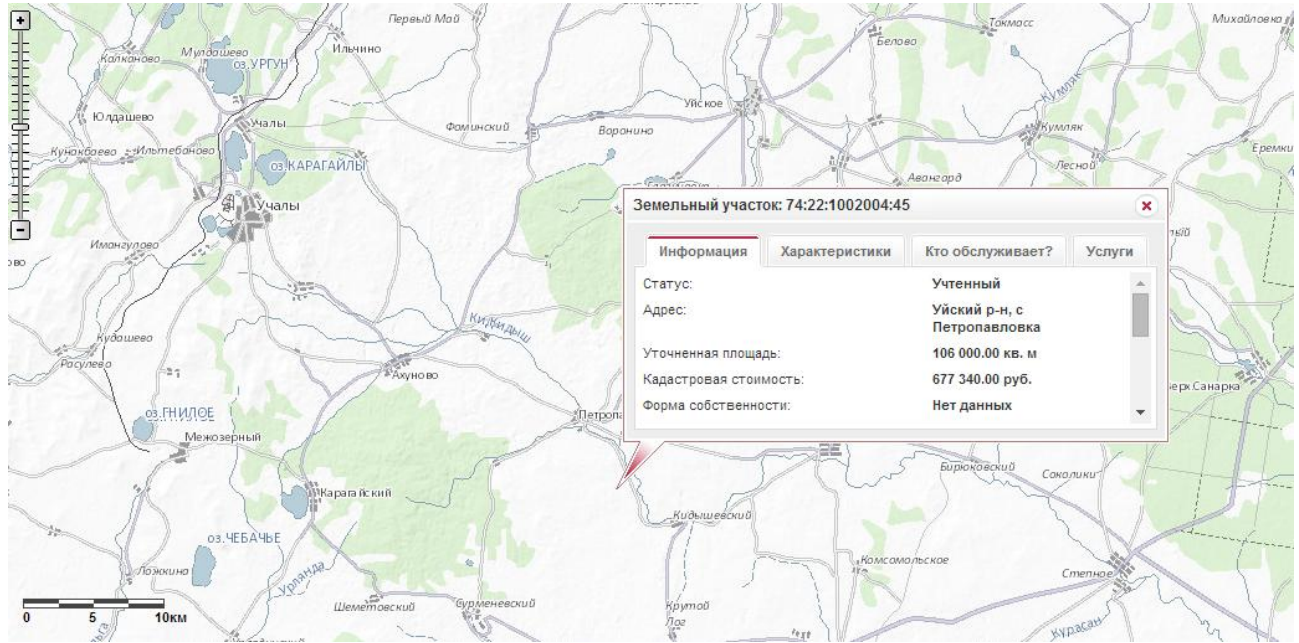 Первый Май
Михайловка
Токмасс
Мулдашево
Ильчино
Калканово
оз.УРГУН
Белово
Кумляк
Уйское
Юлдашево
Учалы
Фоминский
Воронино
Кумляк
Кунакбаево
Ильтебаново
оз.КАРАГАЙЛЫ
Лесной
Авангард
Учалы
Имангулово
Земельный участок: 74:22:1002004:45
Информация
Характеристики
Кто обслуживает?
Услуги
Статус:
Учтенный
Адрес:
Уйский р-н, с
Петропавловка
Уточненная площадь:
106 000.00 кв. м
Кадастровая стоимость:
677 340.00 руб.
Форма собственности:
Нет данных
Кидыш
Кудашево
Расулево
Ахуново
оз.ГНИЛОЕ
Межозерный
Бирюковский
Соколики
Карагайский
Кидышевский
оз.ЧЕБАЧЬЕ
Комсомольское
Ложкина
Урлянда
Степное
Шеметовский
Сурменевский
Крутой
Лог
Курасан
0 5 10км